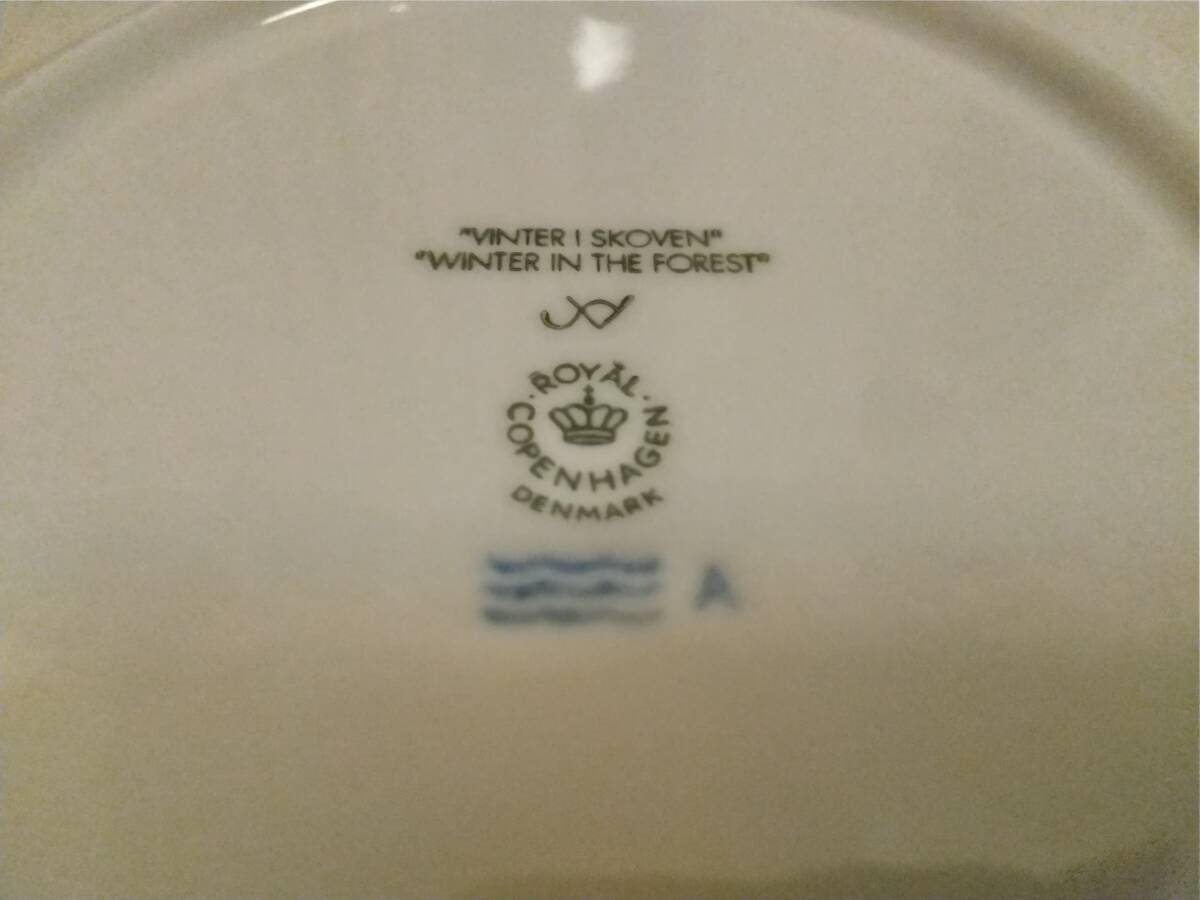 "VINTER I SKOVEN"
"WINTER IN THE FOREST"
ROYAL
COPENHAGEN
DENMARK
A